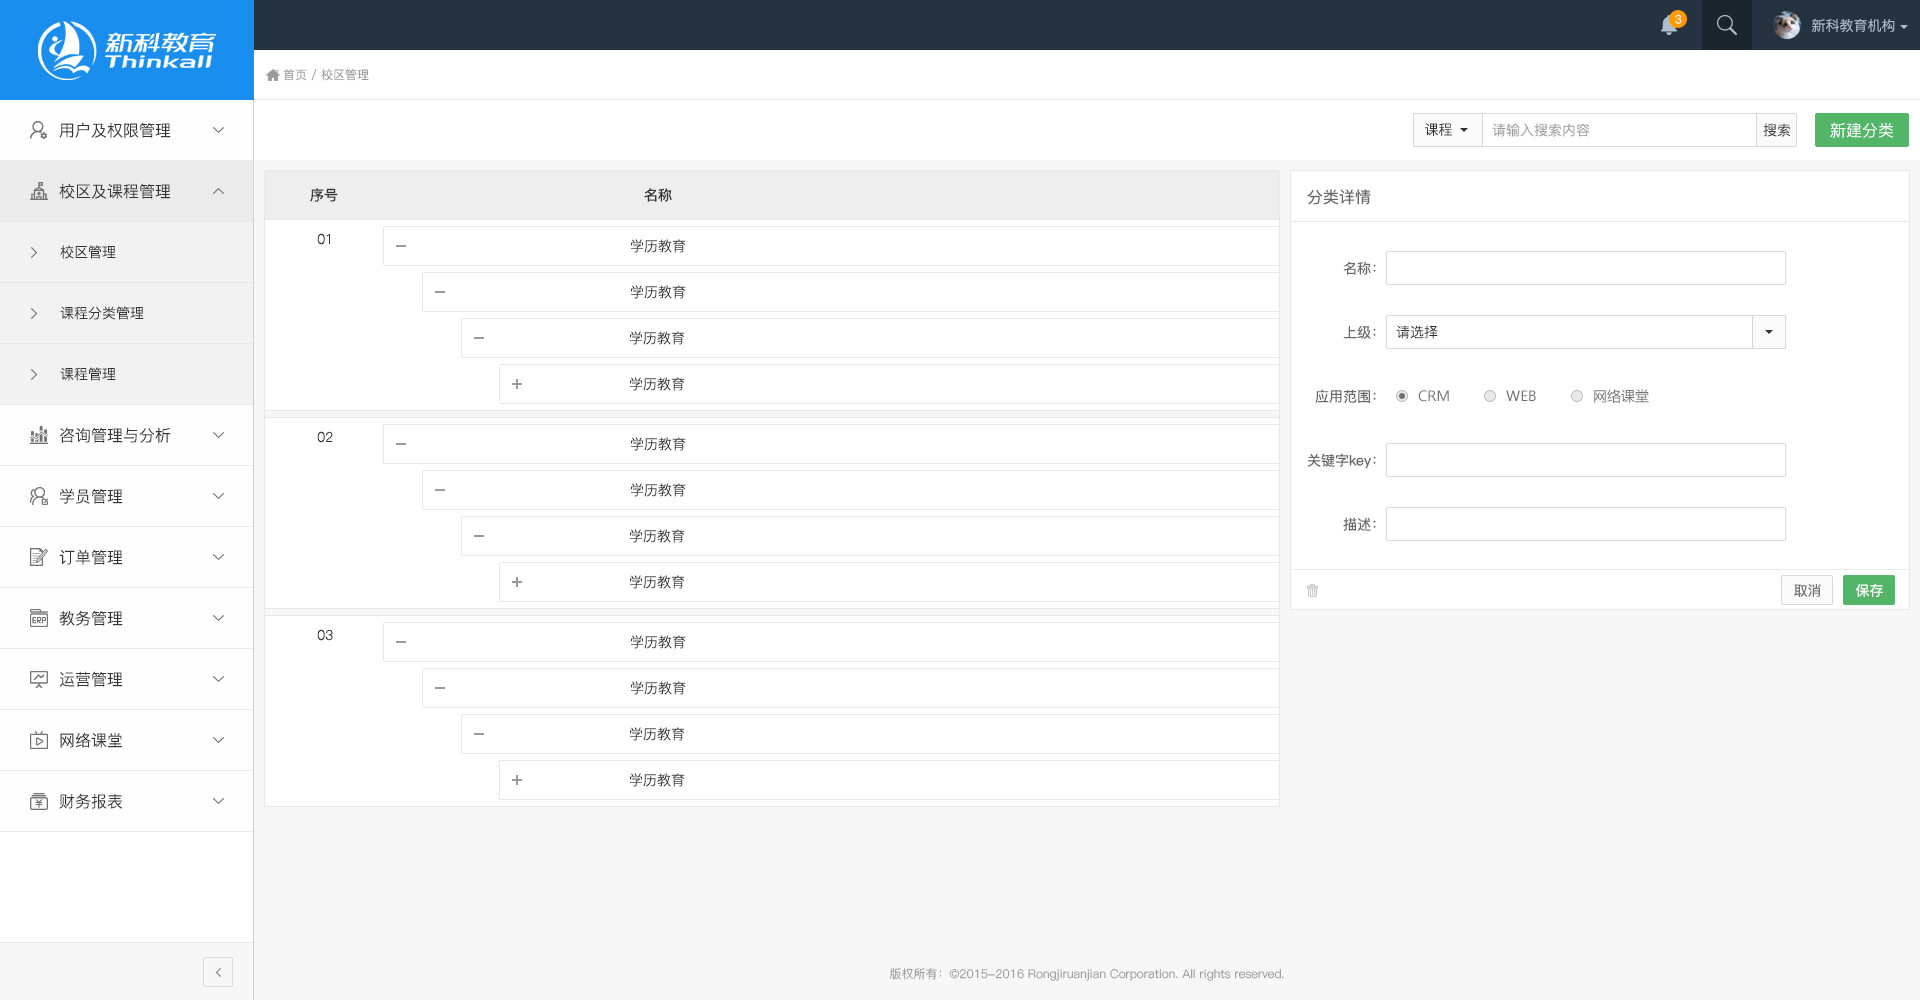 新科教育
Thinkall
3
新科教育机构
首页 / 校区管理
课程
请输入搜索内容
搜索
新建分类
用户及权限管理
校区及课程管理
校区管理
课程分类管理
课程管理
咨询管理与分析
学员管理
订单管理
ERP
教务管理
运营管理
网络课堂
¥
财务报表
序号 名称
01 学历教育
学历教育
学历教育
学历教育
02 学历教育
学历教育
学历教育
学历教育
03 学历教育
学历教育
学历教育
学历教育
分类详情
名称：
上级： 请选择
应用范围： CRM WEB 网络课堂
关键字key：
描述：
取消 保存
版权所有：©2015-2016 Rongjiruanjian Corporation. All rights reserved.